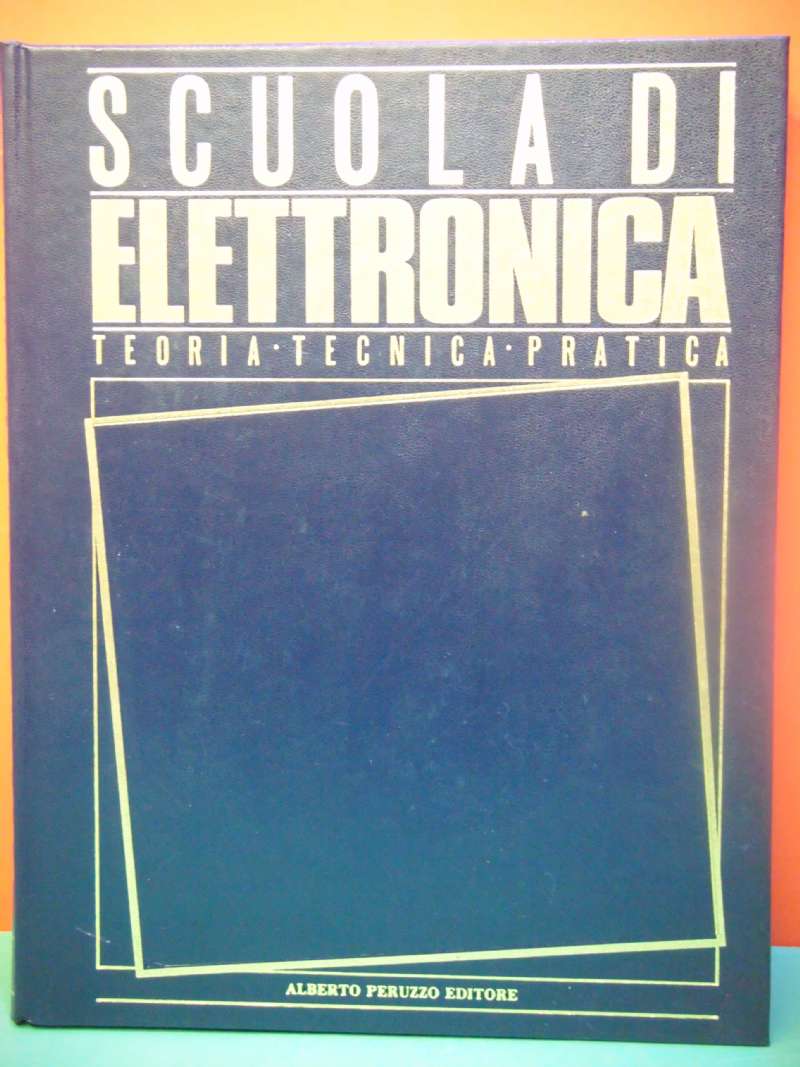 SCUOLA DI
ELETTRONICA
TEORIA·TECNICA·PRATICA
ALBERTO PERUZZO EDITORE